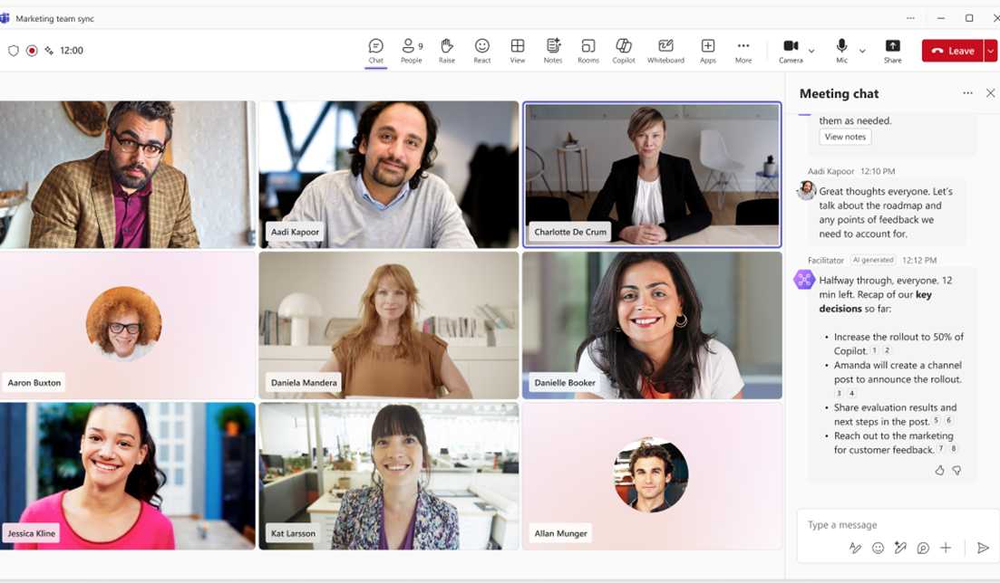 Marketing team sync
12:00
Chat
People
9
Raise
React
View
Notes
Rooms
Copilot
Whiteboard
Apps
More
Camera
Mic
Share
Leave
Aadi Kapoor
Charlotte De Crum
Aaron Buxton
Daniela Mandera
Danielle Booker
Jessica Kline
Kat Larsson
Allan Munger
Meeting chat
them as needed.
View notes
Aadi Kapoor 12:10 PM
Great thoughts everyone. Let's
talk about the roadmap and
any points of feedback we
need to account for.
Facilitator AI generated 12:12 PM
Halfway through, everyone. 12
min left. Recap of our key
decisions so far:
• Increase the rollout to 50% of
Copilot. 1 2
• Amanda will create a channel
post to announce the rollout.
3 4
• Share evaluation results and
next steps in the post. 5 6
• Reach out to the marketing
for customer feedback. 7 8
Type a message